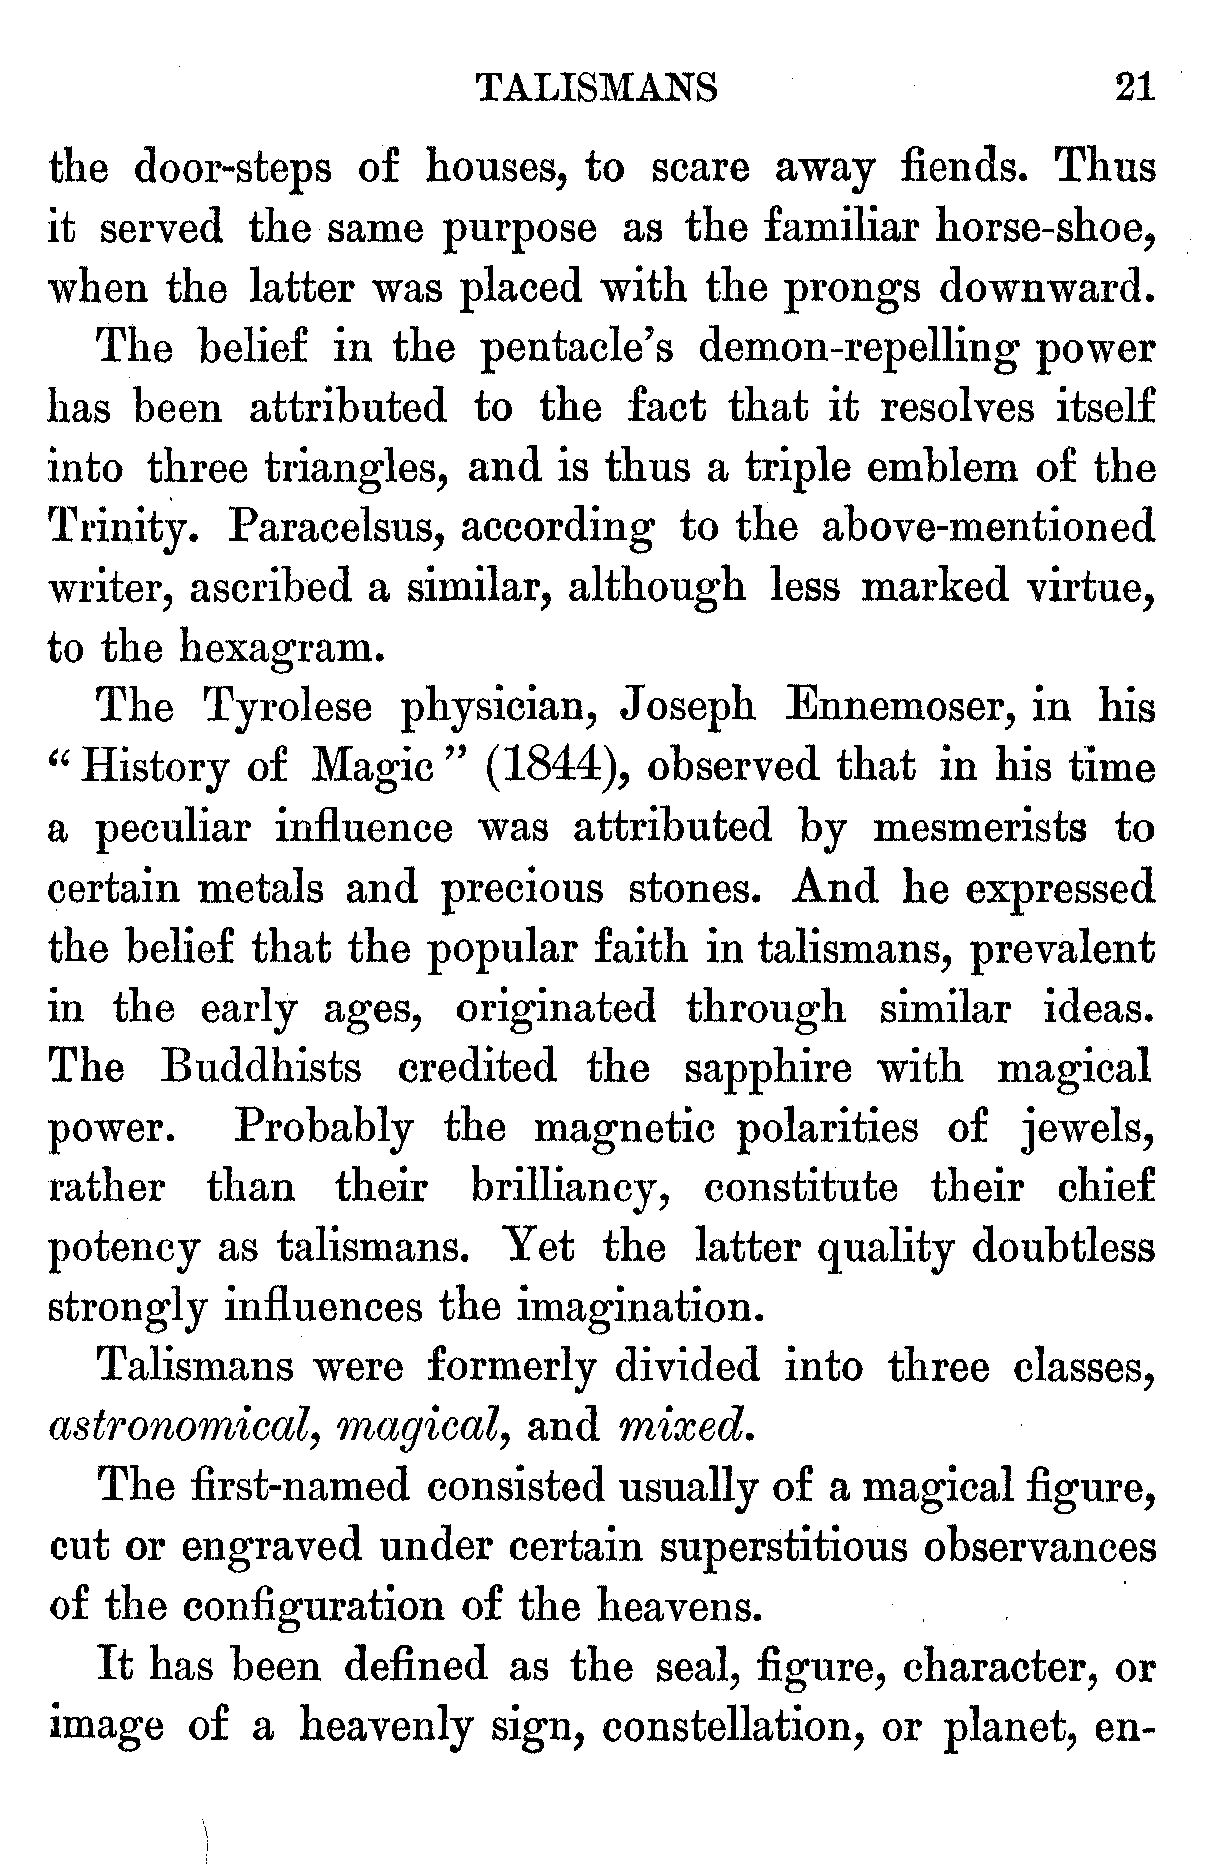 TALISMANS 21
the door-steps of houses, to scare away fiends. Thus
it served the same purpose as the familiar horse-shoe,
when the latter was placed with the prongs downward.
The belief in the pentacle's demon-repelling power
has been attributed to the fact that it resolves itself
into three triangles, and is thus a triple emblem of the
Trinity. Paracelsus, according to the above-mentioned
writer, ascribed a similar, although less marked virtue,
to the hexagram.
The Tyrolese physician, Joseph Ennemoser, in his
“History of Magic” (1844), observed that in his time
a peculiar influence was attributed by mesmerists to
certain metals and precious stones. And he expressed
the belief that the popular faith in talismans, prevalent
in the early ages, originated through similar ideas.
The Buddhists credited the sapphire with magical
power. Probably the magnetic polarities of jewels,
rather than their brilliancy, constitute their chief
potency as talismans. Yet the latter quality doubtless
strongly influences the imagination.
Talismans were formerly divided into three classes,
astronomical, magical, and mixed.
The first-named consisted usually of a magical figure,
cut or engraved under certain superstitious observances
of the configuration of the heavens.
It has been defined as the seal, figure, character, or
image of a heavenly sign, constellation, or planet, en-